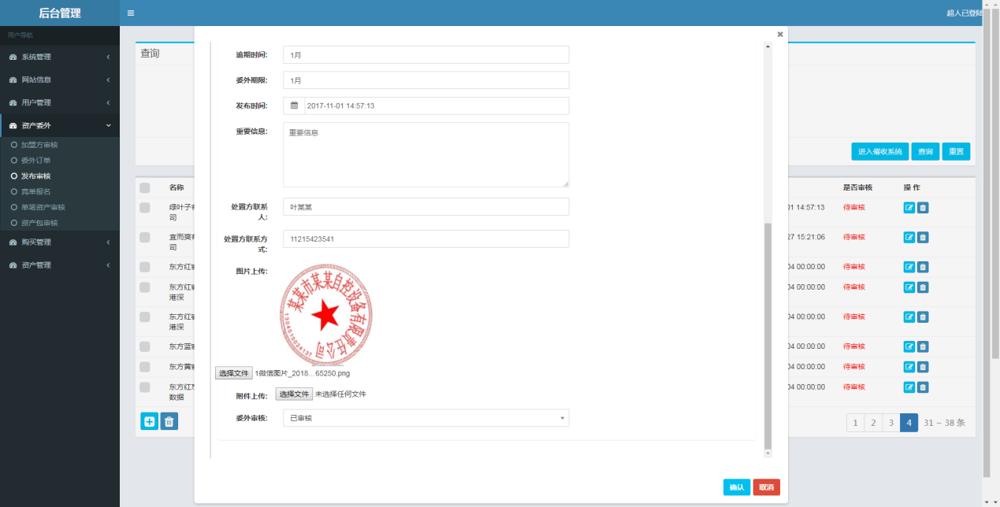 后台管理
超人已登陆
用户导航
系统管理
网站信息
用户管理
资产委外
加盟方审核
委外订单
发布审核
竞单报名
单笔资产审核
资产包审核
购买管理
资产管理
查询
进入催收系统 查询 重置
名称 是否审核 操 作
绿叶子有
司
01 14:57:13 待审核
宜而爽有
司
27 15:21:06 待审核
东方红
04 00:00:00 待审核
东方红
港深
04 00:00:00 待审核
东方红
港深
04 00:00:00 待审核
东方蓝
04 00:00:00 待审核
东方黄
04 00:00:00 待审核
东方红
数据
04 00:00:00 待审核
1 2 3 4 31 ~ 38 条
×
逾期时间: 1月
委外期限: 1月
发布时间: 2017-11-01 14:57:13
重要信息: 重要信息
处置方联系
人:
叶某某
处置方联系方
式:
11215423541
图片上传:
某某市某某自控设备有限责任公司
选择文件 1微信图片_2018...65250.png
附件上传: 选择文件 未选择任何文件
委外审核: 已审核
确认 取消